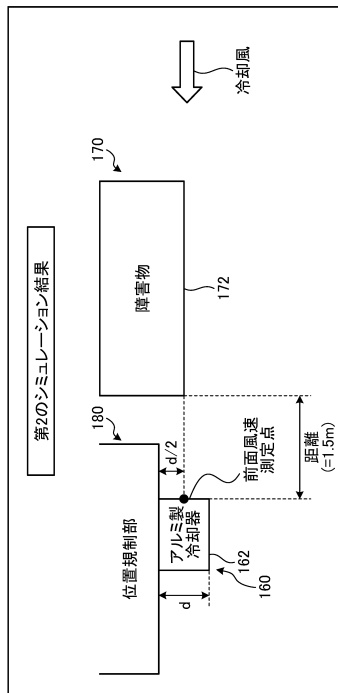 第2のシミュレーション結果
冷却風
170
障害物
172
180
位置規制部
d/2
前面風速
測定点
アルミ製
冷却器
d
162
160
距離
(=1.5m)